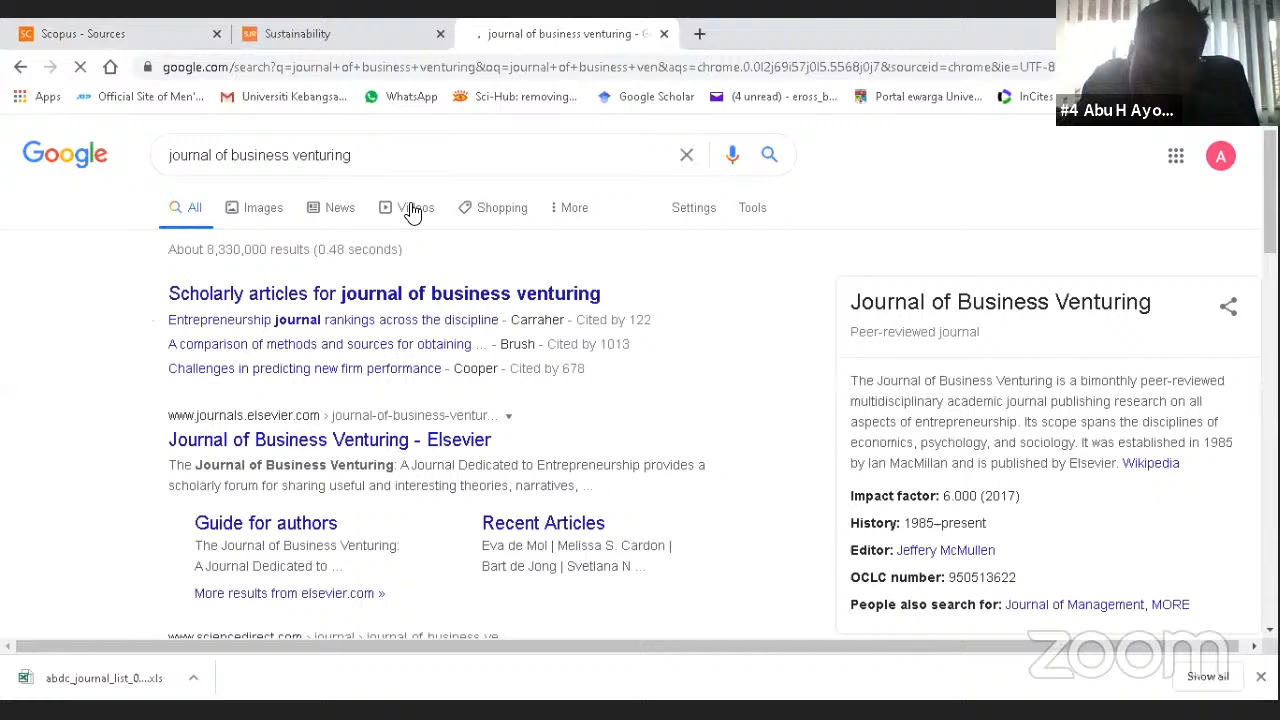 Scopus - Sources
Sustainability
journal of business venturing - G
google.com/search?q=journal+of+business+venturing&oq=journal+of+business+ven&aqs=chrome.0.0l2j69i57j0l5.5568j0j7&sourceid=chrome&ie=UTF-8
Apps
Official Site of Men'...
Universiti Kebangsa...
WhatsApp
Sci-Hub: removing...
Google Scholar
(4 unread) - eross_b...
Portal ewarga Unive...
InCites
#4 Abu H Ayo...
Google
journal of business venturing
A
All
Images
News
Videos
Shopping
More
Settings
Tools
About 8,330,000 results (0.48 seconds)
Scholarly articles for journal of business venturing
Entrepreneurship journal rankings across the discipline - Carraher - Cited by 122
A comparison of methods and sources for obtaining ... - Brush - Cited by 1013
Challenges in predicting new firm performance - Cooper - Cited by 678
www.journals.elsevier.com › journal-of-business-ventur...
Journal of Business Venturing - Elsevier
The Journal of Business Venturing: A Journal Dedicated to Entrepreneurship provides a
scholarly forum for sharing useful and interesting theories, narratives, ...
Guide for authors
The Journal of Business Venturing:
A Journal Dedicated to ...
Recent Articles
Eva de Mol | Melissa S. Cardon |
Bart de Jong | Svetlana N ...
More results from elsevier.com »
www.sciencedirect.com › journal › journal-of-business-ve...
Journal of Business Venturing
Peer-reviewed journal
The Journal of Business Venturing is a bimonthly peer-reviewed
multidisciplinary academic journal publishing research on all
aspects of entrepreneurship. Its scope spans the disciplines of
economics, psychology, and sociology. It was established in 1985
by Ian MacMillan and is published by Elsevier. Wikipedia
Impact factor: 6.000 (2017)
History: 1985–present
Editor: Jeffery McMullen
OCLC number: 950513622
People also search for: Journal of Management, MORE
zoom
abdc_journal_list_0....xls
Show all